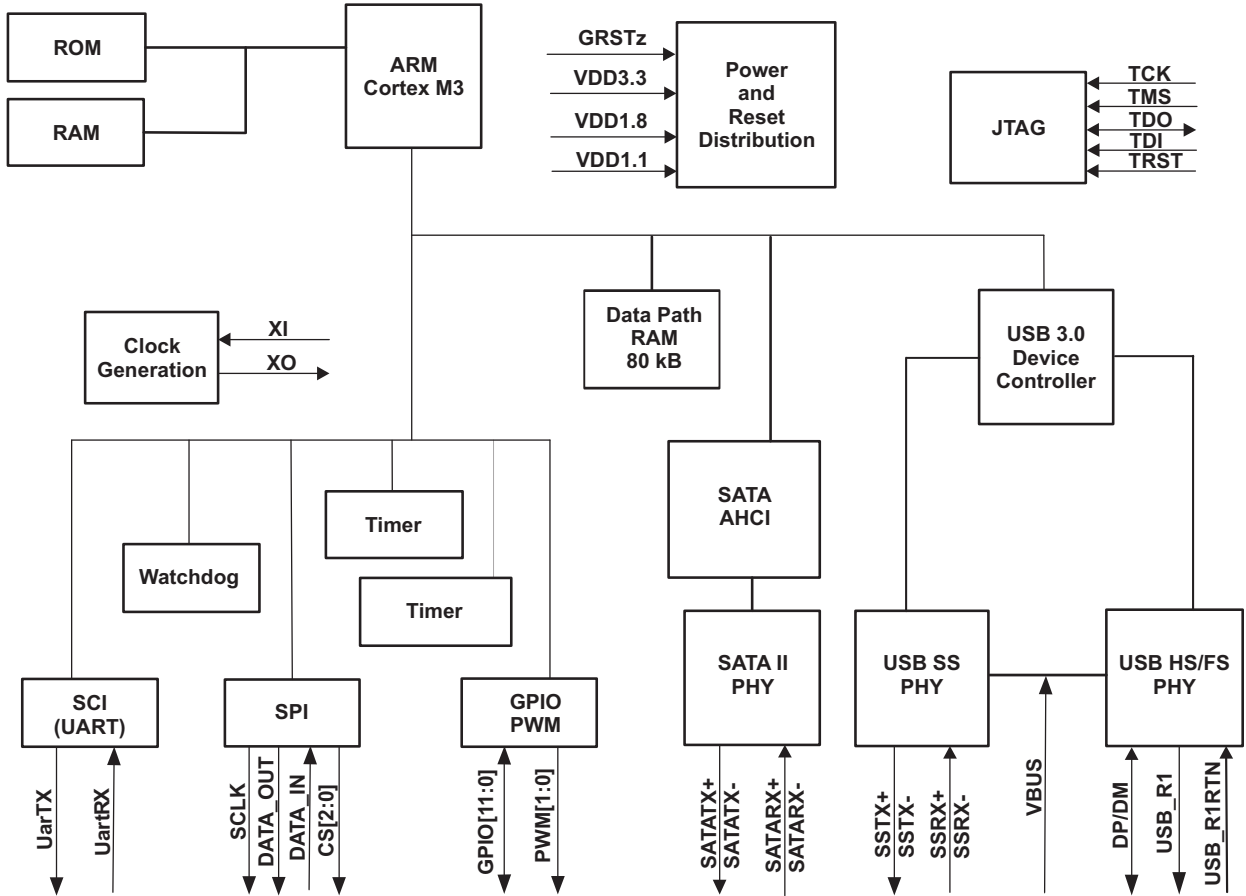 ROM
RAM
ARM
Cortex M3
GRSTz
VDD3.3
VDD1.8
VDD1.1
Power
and
Reset
Distribution
JTAG
TCK
TMS
TDO
TDI
TRST
Clock
Generation
XI
XO
Data Path
RAM
80 kB
USB 3.0
Device
Controller
SATA
AHCI
Timer
Watchdog
Timer
SCI
(UART)
SPI
GPIO
PWM
SATA II
PHY
USB SS
PHY
USB HS/FS
PHY
UarTX
UartRX
SCLK
DATA_OUT
DATA_IN
CS[2:0]
GPIO[11:0]
PWM[1:0]
SATATX+
SATATX-
SATARX+
SATARX-
SSTX+
SSTX-
SSRX+
SSRX-
VBUS
DP/DM
USB_R1
USB_R1RTN